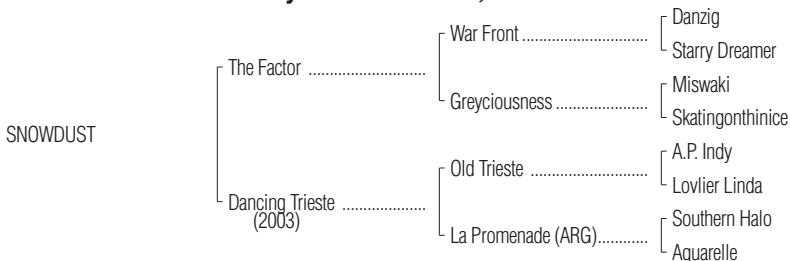 Danzig
War Front ..............................
Starry Dreamer
The Factor ............................
Miswaki
Greyciousness ......................
Skatingonthinice
SNOWDUST
A.P. Indy
Old Trieste ............................
Lovlier Linda
Dancing Trieste ....................
(2003)
Southern Halo
La Promenade (ARG)............
Aquarelle